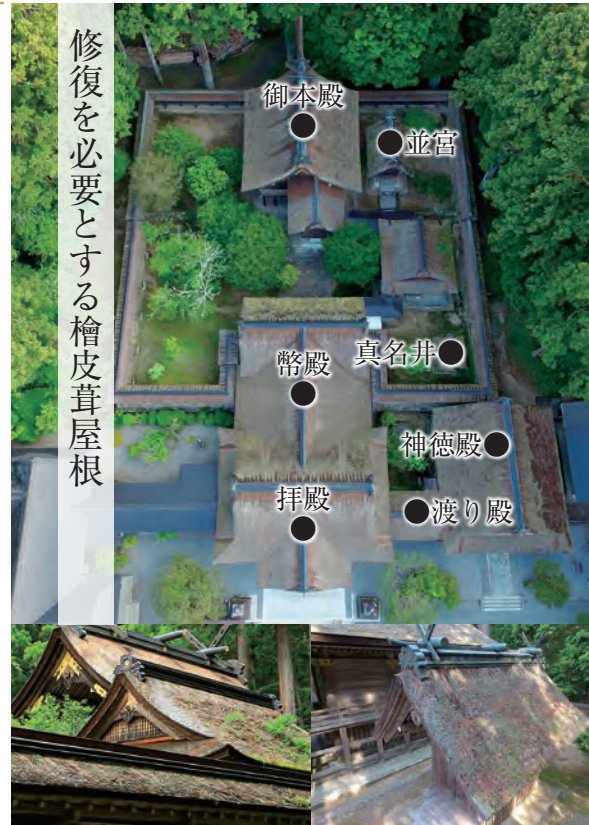 修復を必要とする檜皮葺屋根
御本殿
並宮
真名井
幣殿
神徳殿
拝殿
渡り殿